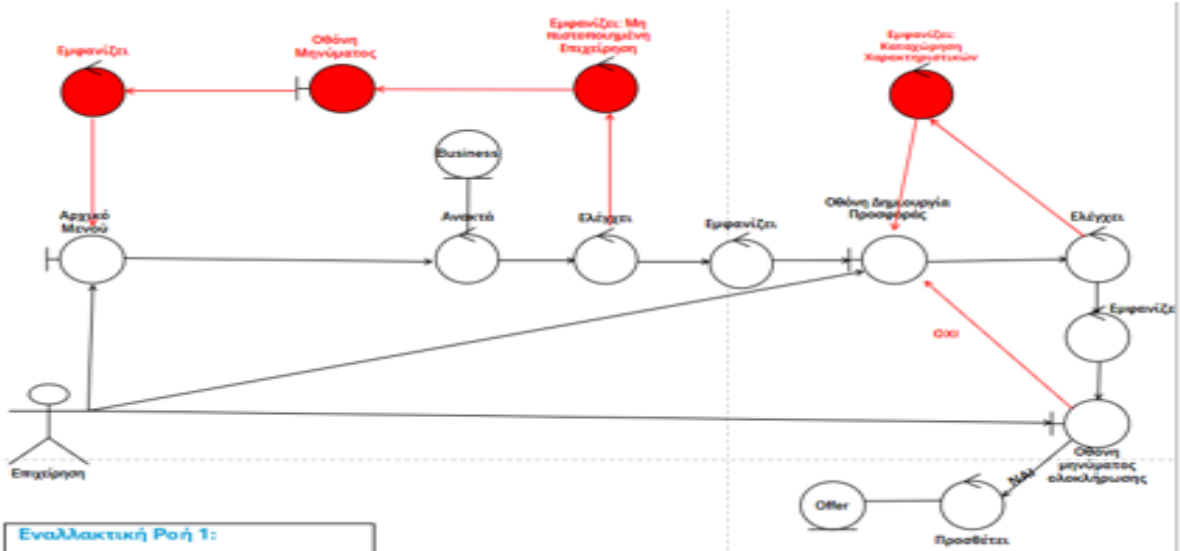 Εμφανίζει
Οθόνη
Μηνύματος
Εμφανίζει: Μη
πιστοποιημένη
Επιχείρηση
Εμφανίζει:
Καταχώρηση
Χαρακτηριστικών
Business
Αρχικό
Μενού
Ανακτά
Ελέγχει
Εμφανίζει
Οθόνη Δημιουργία
Προσφοράς
Ελέγχει
Εμφανίζε
ΟΧΙ
Επιχείρηση
Οθόνη
μηνύματος
ολοκλήρωσης
ΝΑΙ
Offer
Προσθέτει
Εναλλακτική Ροή 1: